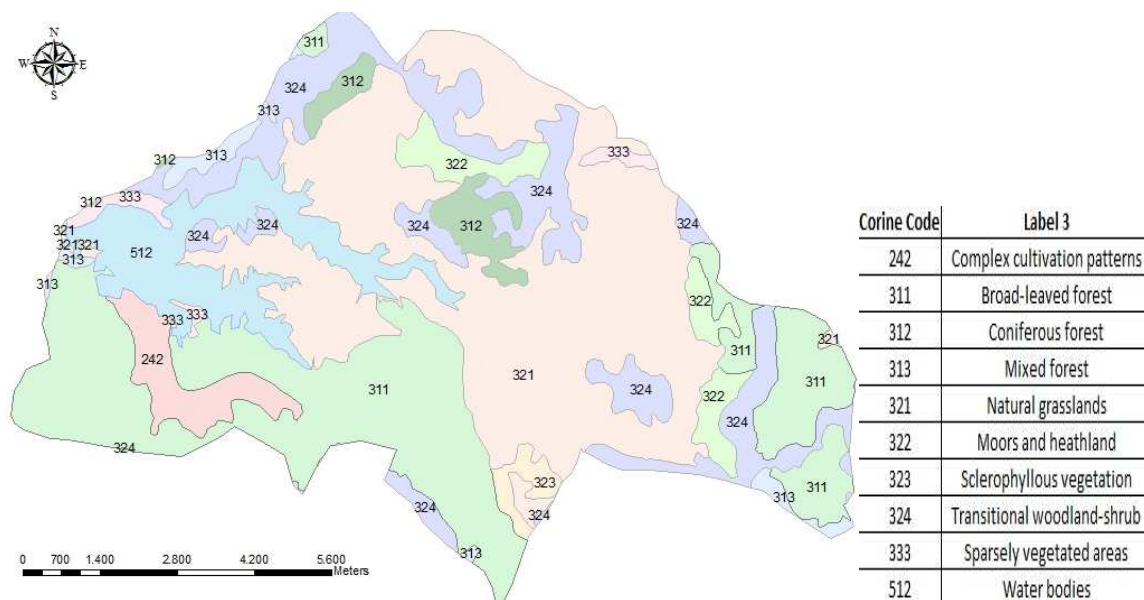 N
W E
S
311
324
312
313
313
312
322
333
324
312
333
324
324
324
312
324
321
321321
512
313
313
322
333
333
321
311
242
311
321
324
311
322
324
324
323
311
313
324
324
313
0 700 1.400 2.800 4.200 5.600
Meters
Corine Code Label 3
242 Complex cultivation patterns
311 Broad-leaved forest
312 Coniferous forest
313 Mixed forest
321 Natural grasslands
322 Moors and heathland
323 Sclerophyllous vegetation
324 Transitional woodland-shrub
333 Sparsely vegetated areas
512 Water bodies